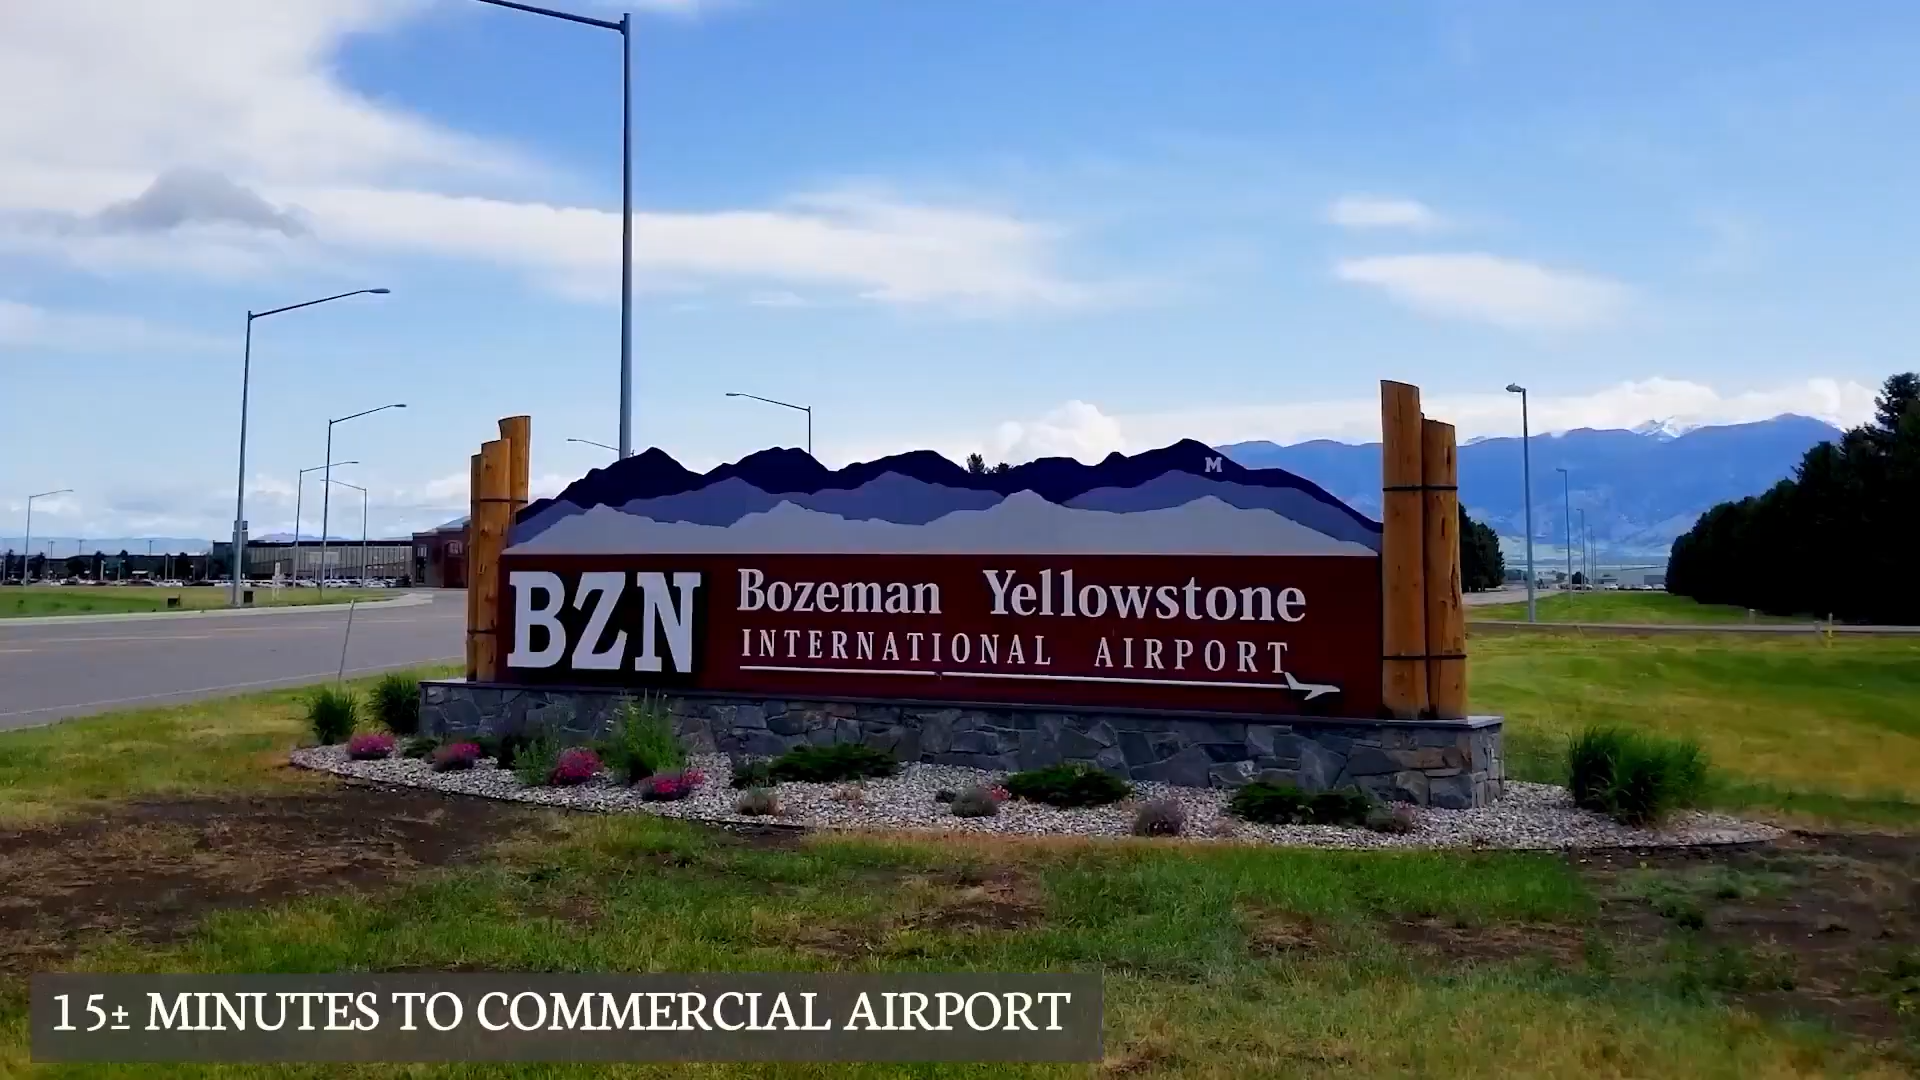 M
BZN
Bozeman Yellowstone
INTERNATIONAL AIRPORT
15± MINUTES TO COMMERCIAL AIRPORT